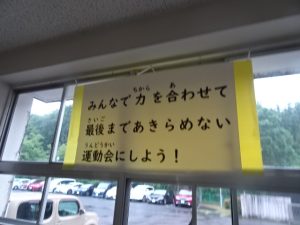 みんなで力を合わせて
最後まであきらめない
運動会にしよう！